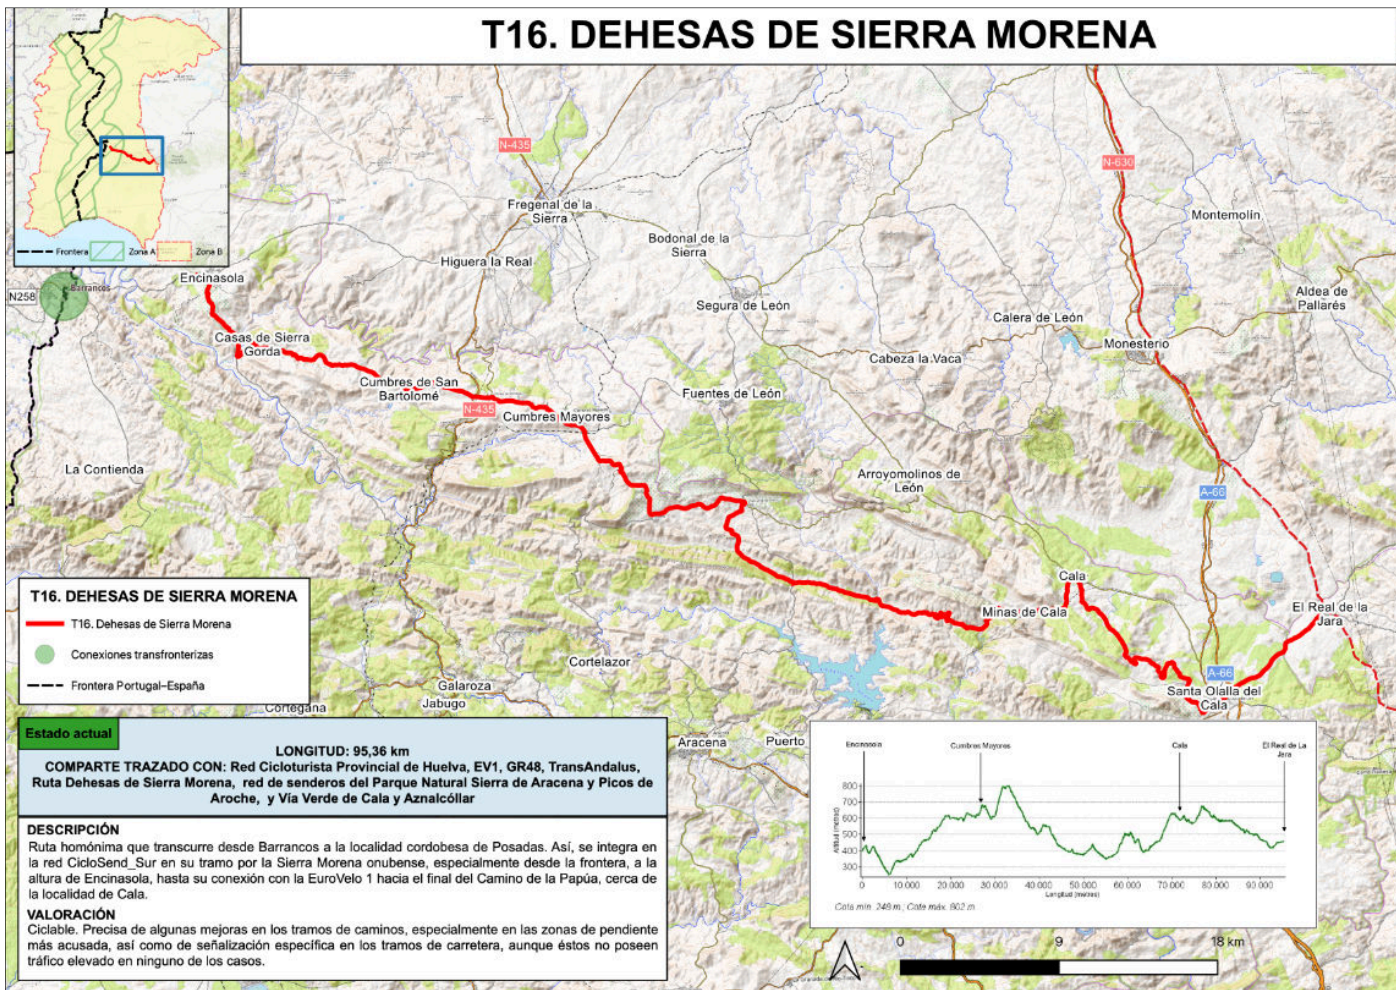 T16. DEHESAS DE SIERRA MORENA
Frontera
Zona A
Zona B
N-435
N-630
Fregenal de la
Sierra
Montemolín
Bodonal de la
Sierra
Higuera la Real
Encinasola
Barrancos
N258
Segura de León
Aldea de
Pallarés
Calera de León
Casas de Sierra
Gorda
Monesterio
Cabeza la Vaca
Cumbres de San
Bartolomé
Fuentes de León
N-435
Cumbres Mayores
La Contienda
Arroyomolinos de
León
A-66
Cala
Minas de Cala
El Real de la
Jara
Cortelazor
A-66
Santa Olalla del
Cala
Galaroza
Jabugo
Cortegana
Aracena
Puerto
T16. DEHESAS DE SIERRA MORENA
T16. Dehesas de Sierra Morena
Conexiones transfronterizas
Frontera Portugal–España
Estado actual
LONGITUD: 95,36 km
COMPARTE TRAZADO CON: Red Cicloturista Provincial de Huelva, EV1, GR48, TransAndalus,
Ruta Dehesas de Sierra Morena, red de senderos del Parque Natural Sierra de Aracena y Picos de
Aroche, y Vía Verde de Cala y Aznalcóllar
DESCRIPCIÓN
Ruta homónima que transcurre desde Barrancos a la localidad cordobesa de Posadas. Así, se integra en
la red CicloSend_Sur en su tramo por la Sierra Morena onubense, especialmente desde la frontera, a la
altura de Encinasola, hasta su conexión con la EuroVelo 1 hacia el final del Camino de la Papúa, cerca de
la localidad de Cala.
VALORACIÓN
Ciclable. Precisa de algunas mejoras en los tramos de caminos, especialmente en las zonas de pendiente
más acusada, así como de señalización específica en los tramos de carretera, aunque éstos no poseen
tráfico elevado en ninguno de los casos.
Encinasola
Cumbres Mayores
Cala
El Real de La
Jara
Altitud (metros)
800
700
600
500
400
300
0 10.000 20.000 30.000 40.000 50.000 60.000 70.000 80.000 90.000
Longitud (metros)
Cota mín. 248 m.; Cota máx. 802 m
0 9 18 km